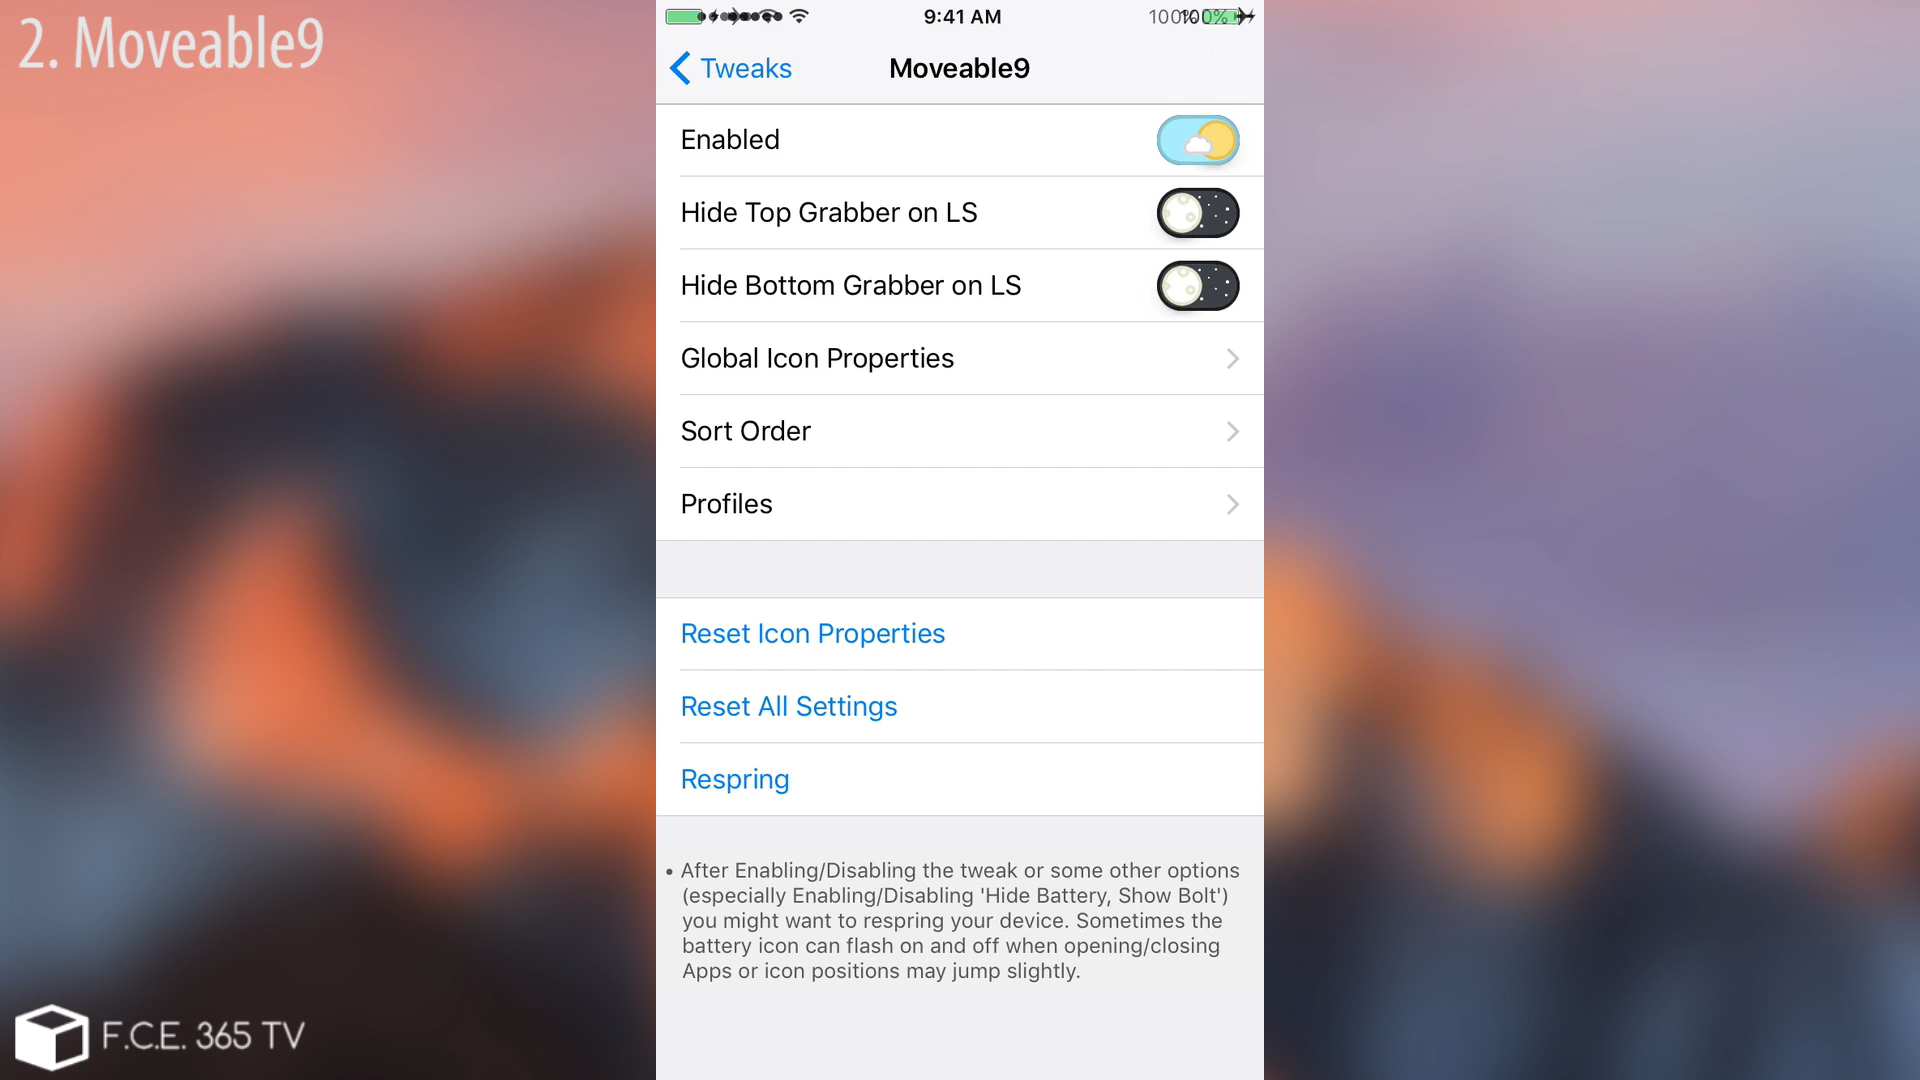 2. Moveable9
9:41 AM
Tweaks
Moveable9
Enabled
Hide Top Grabber on LS
Hide Bottom Grabber on LS
Global Icon Properties
Sort Order
Profiles
Reset Icon Properties
Reset All Settings
Respring
• After Enabling/Disabling the tweak or some other options
(especially Enabling/Disabling 'Hide Battery, Show Bolt')
you might want to respring your device. Sometimes the
battery icon can flash on and off when opening/closing
Apps or icon positions may jump slightly.
F.C.E. 365 TV